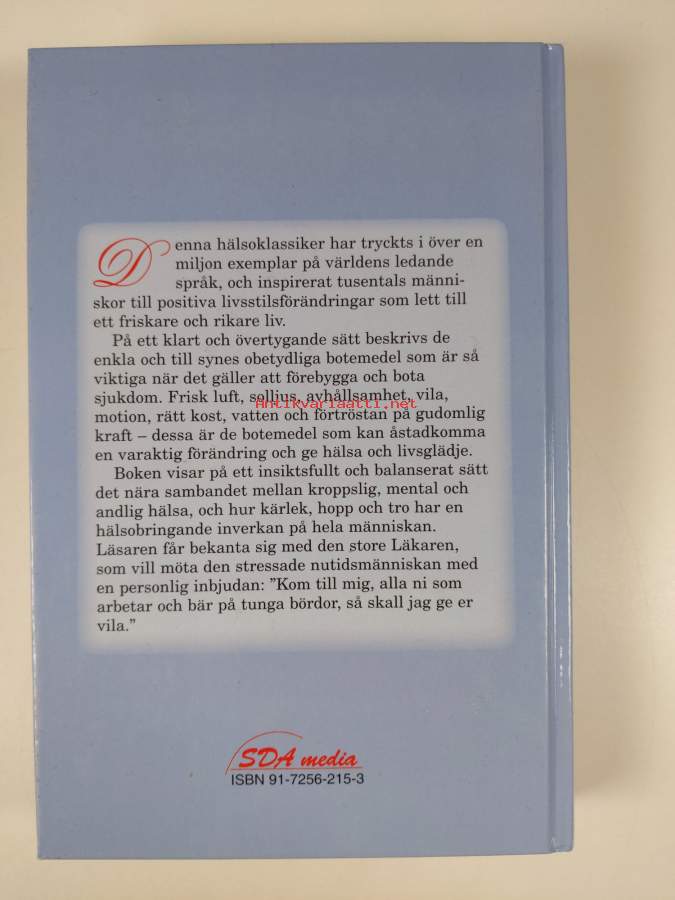 Denna hälsoklassiker har tryckts i över en
miljon exemplar på världens ledande
språk, och inspirerat tusentals männi-
skor till positiva livsstilsförändringar som lett till
ett friskare och rikare liv.
På ett klart och övertygande sätt beskrivs de
enkla och till synes obetydliga botemedel som är så
viktiga när det gäller att förebygga och bota
sjukdom. Frisk luft, solljus, avhållsamhet, vila,
Antikvariaatti.net
motion, rätt kost, vatten och förtröstan på gudomlig
kraft – dessa är de botemedel som kan åstadkomma
en varaktig förändring och ge hälsa och livsglädje.
Boken visar på ett insiktsfullt och balanserat sätt
det nära sambandet mellan kroppslig, mental och
andlig hälsa, och hur kärlek, hopp och tro har en
hälsobringande inverkan på hela människan.
Läsaren får bekanta sig med den store Läkaren,
som vill möta den stressade nutidsmänniskan med
en personlig inbjudan: ”Kom till mig, alla ni som
arbetar och bär på tunga bördor, så skall jag ge er
vila.”
SDA media
ISBN 91-7256-215-3